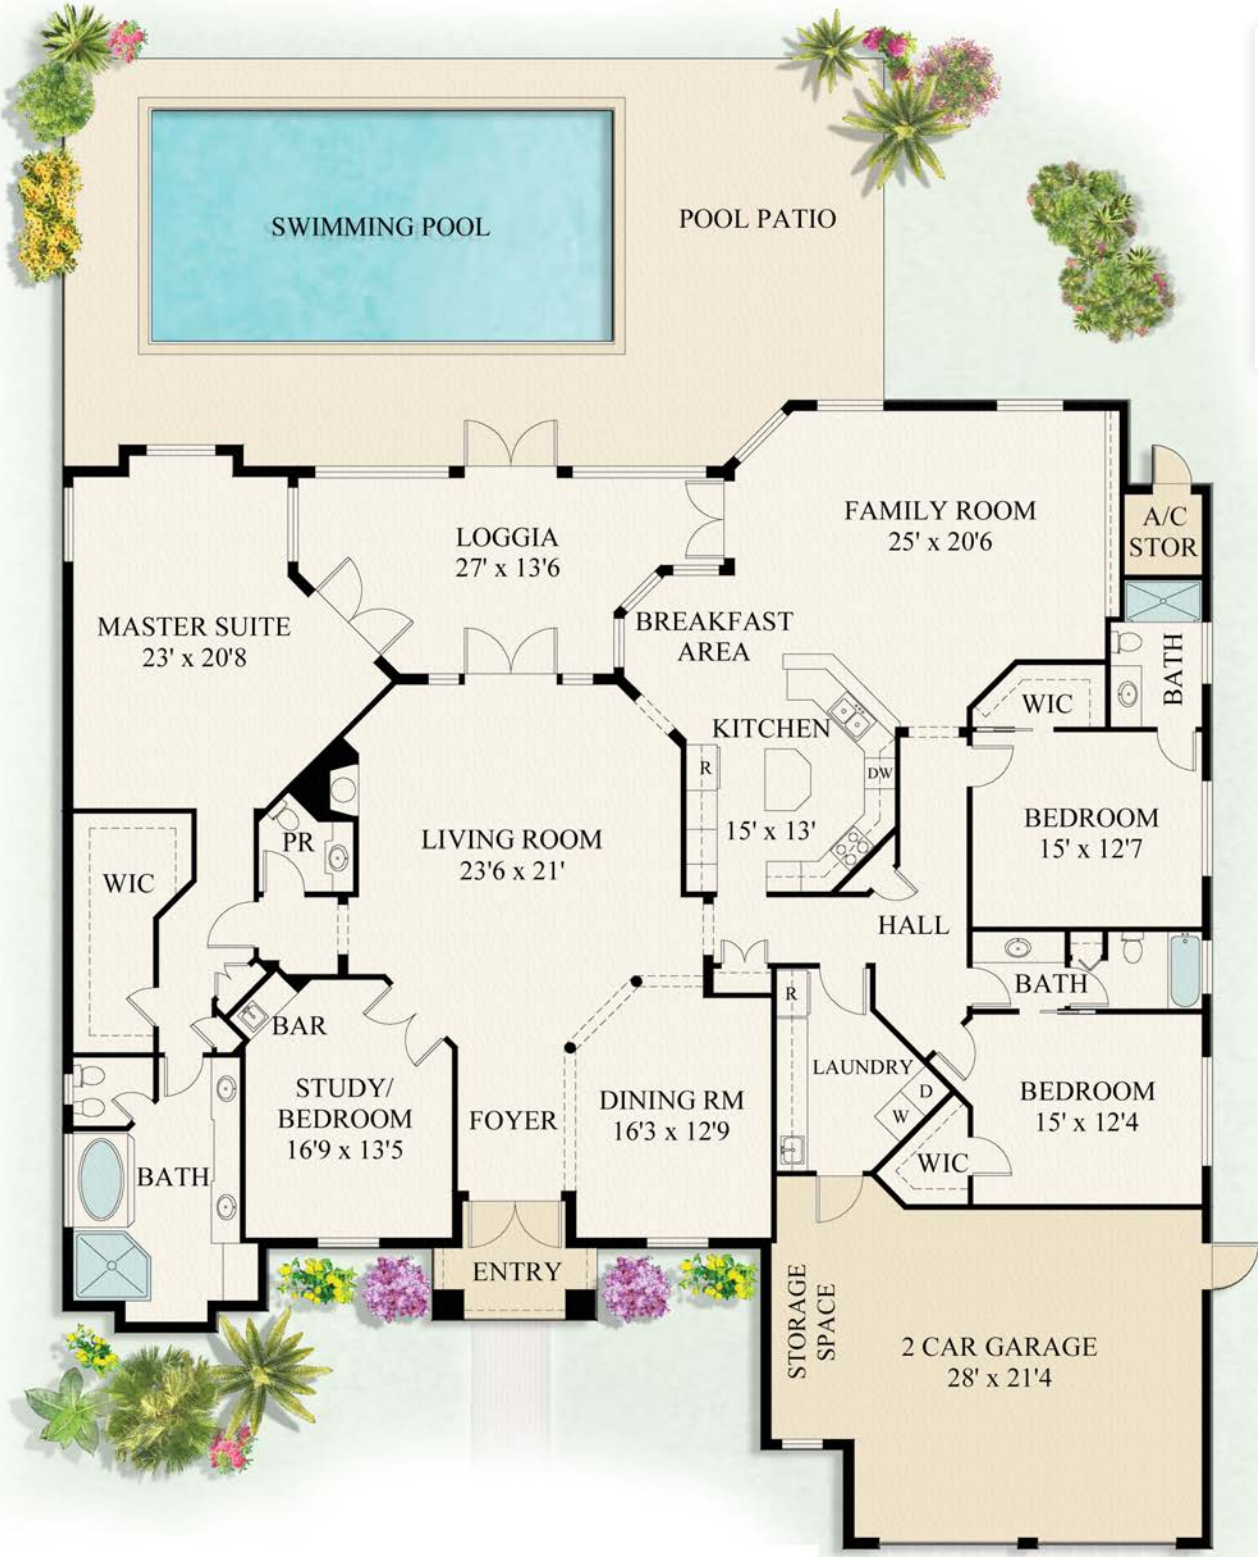 SWIMMING POOL
POOL PATIO
FAMILY ROOM
25' x 20'6
A/C
STOR
LOGGIA
27' x 13'6
MASTER SUITE
23' x 20'8
BREAKFAST
AREA
BATH
WIC
KITCHEN
R
DW
15' x 13'
BEDROOM
15' x 12'7
PR
LIVING ROOM
23'6 x 21'
WIC
HALL
BATH
R
BAR
LAUNDRY
D
W
STUDY/
BEDROOM
16'9 x 13'5
FOYER
DINING RM
16'3 x 12'9
BEDROOM
15' x 12'4
WIC
BATH
ENTRY
STORAGE
SPACE
2 CAR GARAGE
28' x 21'4